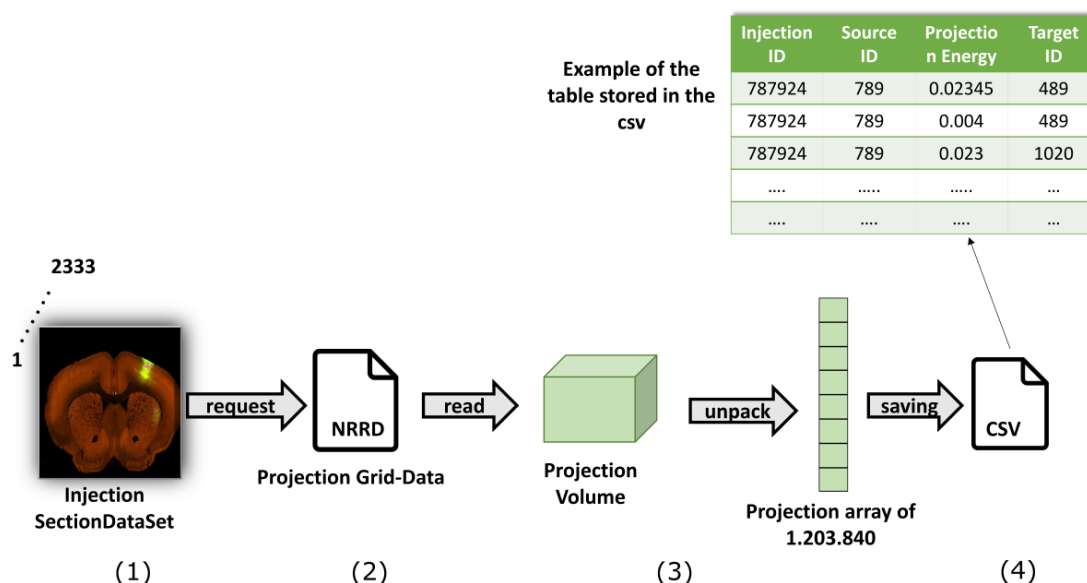 Example of the
table stored in the
csv
Injection
ID
Source
ID
Projectio
n Energy
Target
ID
787924 789 0.02345 489
787924 789 0.004 489
787924 789 0.023 1020
.... ..... ..... ...
.... .... .... ...
2333
1
request
NRRD
read
unpack
saving
CSV
Injection
SectionDataSet
Projection Grid-Data
Projection
Volume
Projection array of
1.203.840
(1) (2) (3) (4)